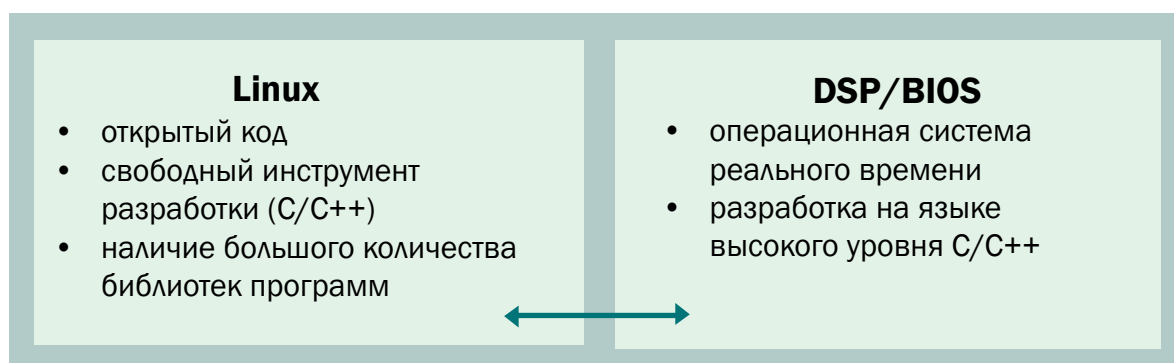 Linux
• открытый код
• свободный инструмент
разработки (C/C++)
• наличие большого количества
библиотек программ
DSP/BIOS
• операционная система
реального времени
• разработка на языке
высокого уровня C/C++